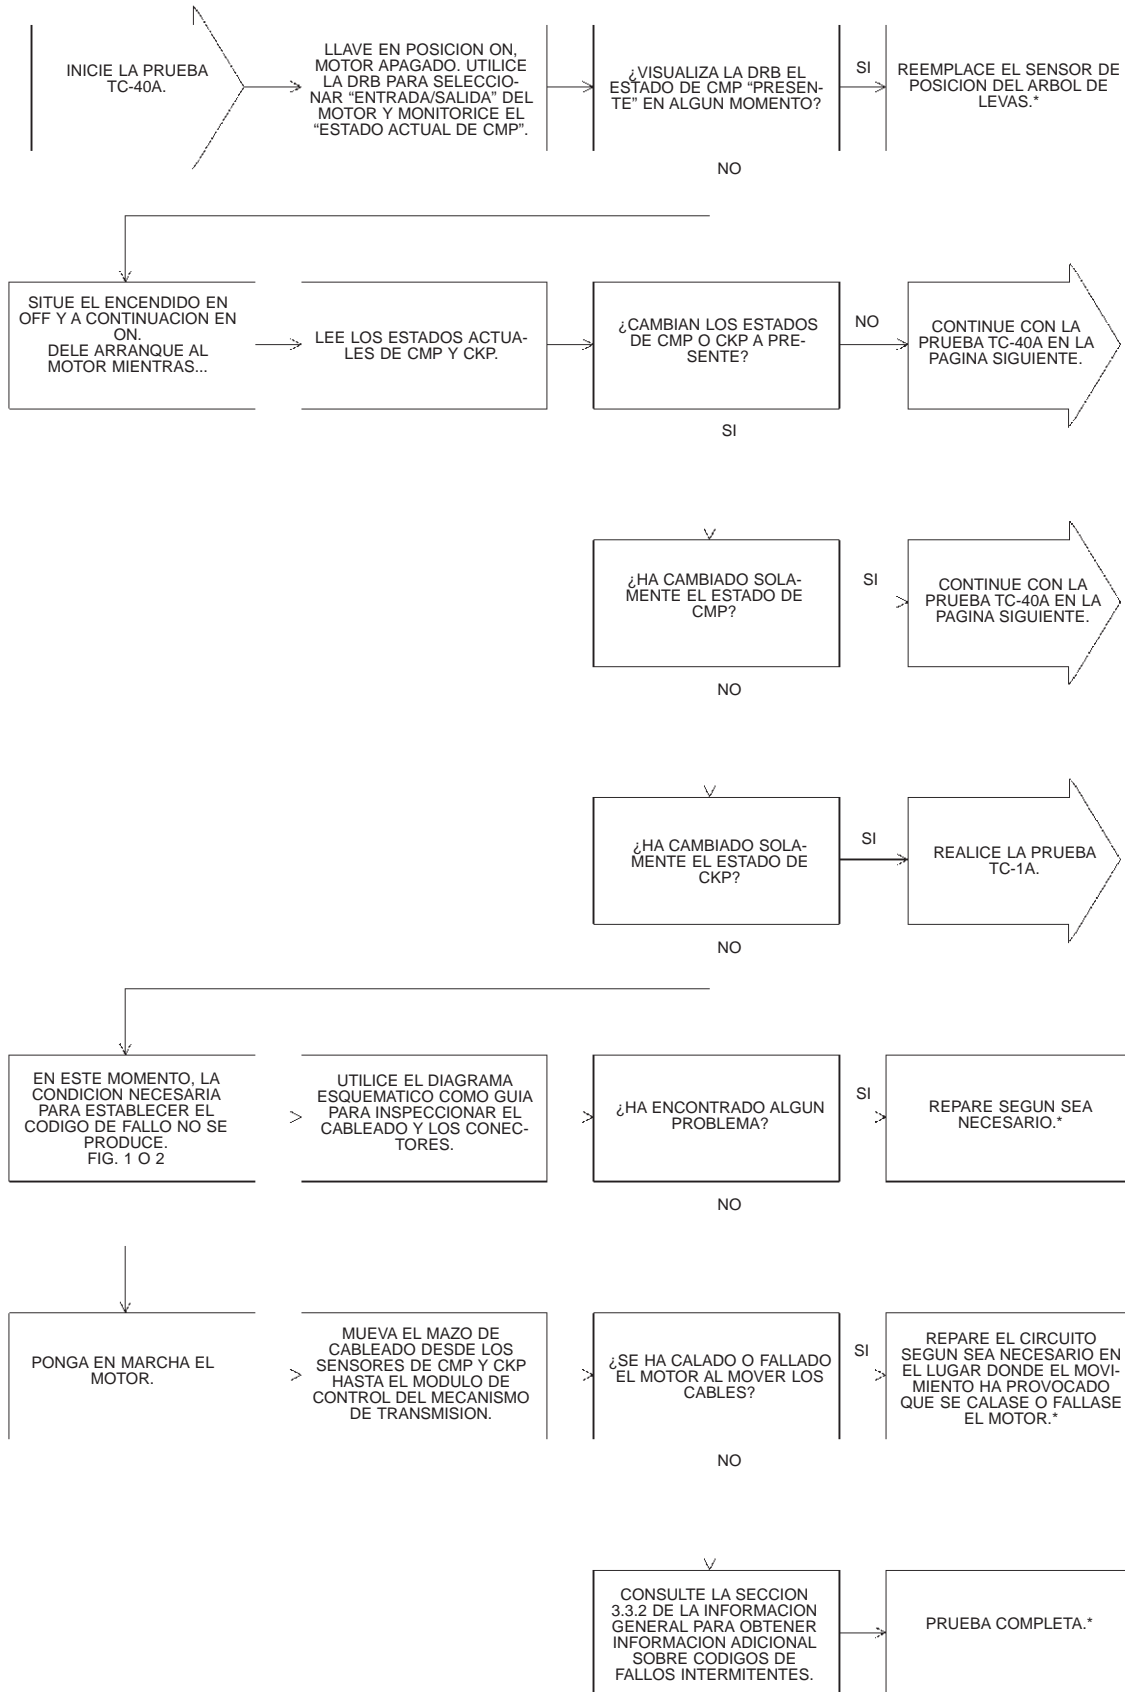 INICIE LA PRUEBA
TC-40A.
LLAVE EN POSICION ON,
MOTOR APAGADO. UTILICE
LA DRB PARA SELECCIO-
NAR “ENTRADA/SALIDA” DEL
MOTOR Y MONITORICE EL
“ESTADO ACTUAL DE CMP”.
¿VISUALIZA LA DRB EL
ESTADO DE CMP “PRESEN-
TE” EN ALGUN MOMENTO?
SI
REEMPLACE EL SENSOR DE
POSICION DEL ARBOL DE
LEVAS.*
NO
SITUE EL ENCENDIDO EN
OFF Y A CONTINUACION EN
ON.
DELE ARRANQUE AL
MOTOR MIENTRAS...
LEE LOS ESTADOS ACTUA-
LES DE CMP Y CKP.
¿CAMBIAN LOS ESTADOS
DE CMP O CKP A PRE-
SENTE?
NO
CONTINUE CON LA
PRUEBA TC-40A EN LA
PAGINA SIGUIENTE.
SI
¿HA CAMBIADO SOLA-
MENTE EL ESTADO DE
CMP?
SI
CONTINUE CON LA
PRUEBA TC-40A EN LA
PAGINA SIGUIENTE.
NO
¿HA CAMBIADO SOLA-
MENTE EL ESTADO DE
CKP?
SI
REALICE LA PRUEBA
TC-1A.
NO
EN ESTE MOMENTO, LA
CONDICION NECESARIA
PARA ESTABLECER EL
CODIGO DE FALLO NO SE
PRODUCE.
FIG. 1 O 2
UTILICE EL DIAGRAMA
ESQUEMATICO COMO GUIA
PARA INSPECCIONAR EL
CABLEADO Y LOS CONEC-
TORES.
¿HA ENCONTRADO ALGUN
PROBLEMA?
SI
REPARE SEGUN SEA
NECESARIO.*
NO
PONGA EN MARCHA EL
MOTOR.
MUEVA EL MAZO DE
CABLEADO DESDE LOS
SENSORES DE CMP Y CKP
HASTA EL MODULO DE
CONTROL DEL MECANISMO
DE TRANSMISION.
¿SE HA CALADO O FALLADO
EL MOTOR AL MOVER LOS
CABLES?
SI
REPARE EL CIRCUITO
SEGUN SEA NECESARIO EN
EL LUGAR DONDE EL MOVI-
MIENTO HA PROVOCADO
QUE SE CALASE O FALLASE
EL MOTOR.*
NO
CONSULTE LA SECCION
3.3.2 DE LA INFORMACION
GENERAL PARA OBTENER
INFORMACION ADICIONAL
SOBRE CODIGOS DE
FALLOS INTERMITENTES.
PRUEBA COMPLETA.*